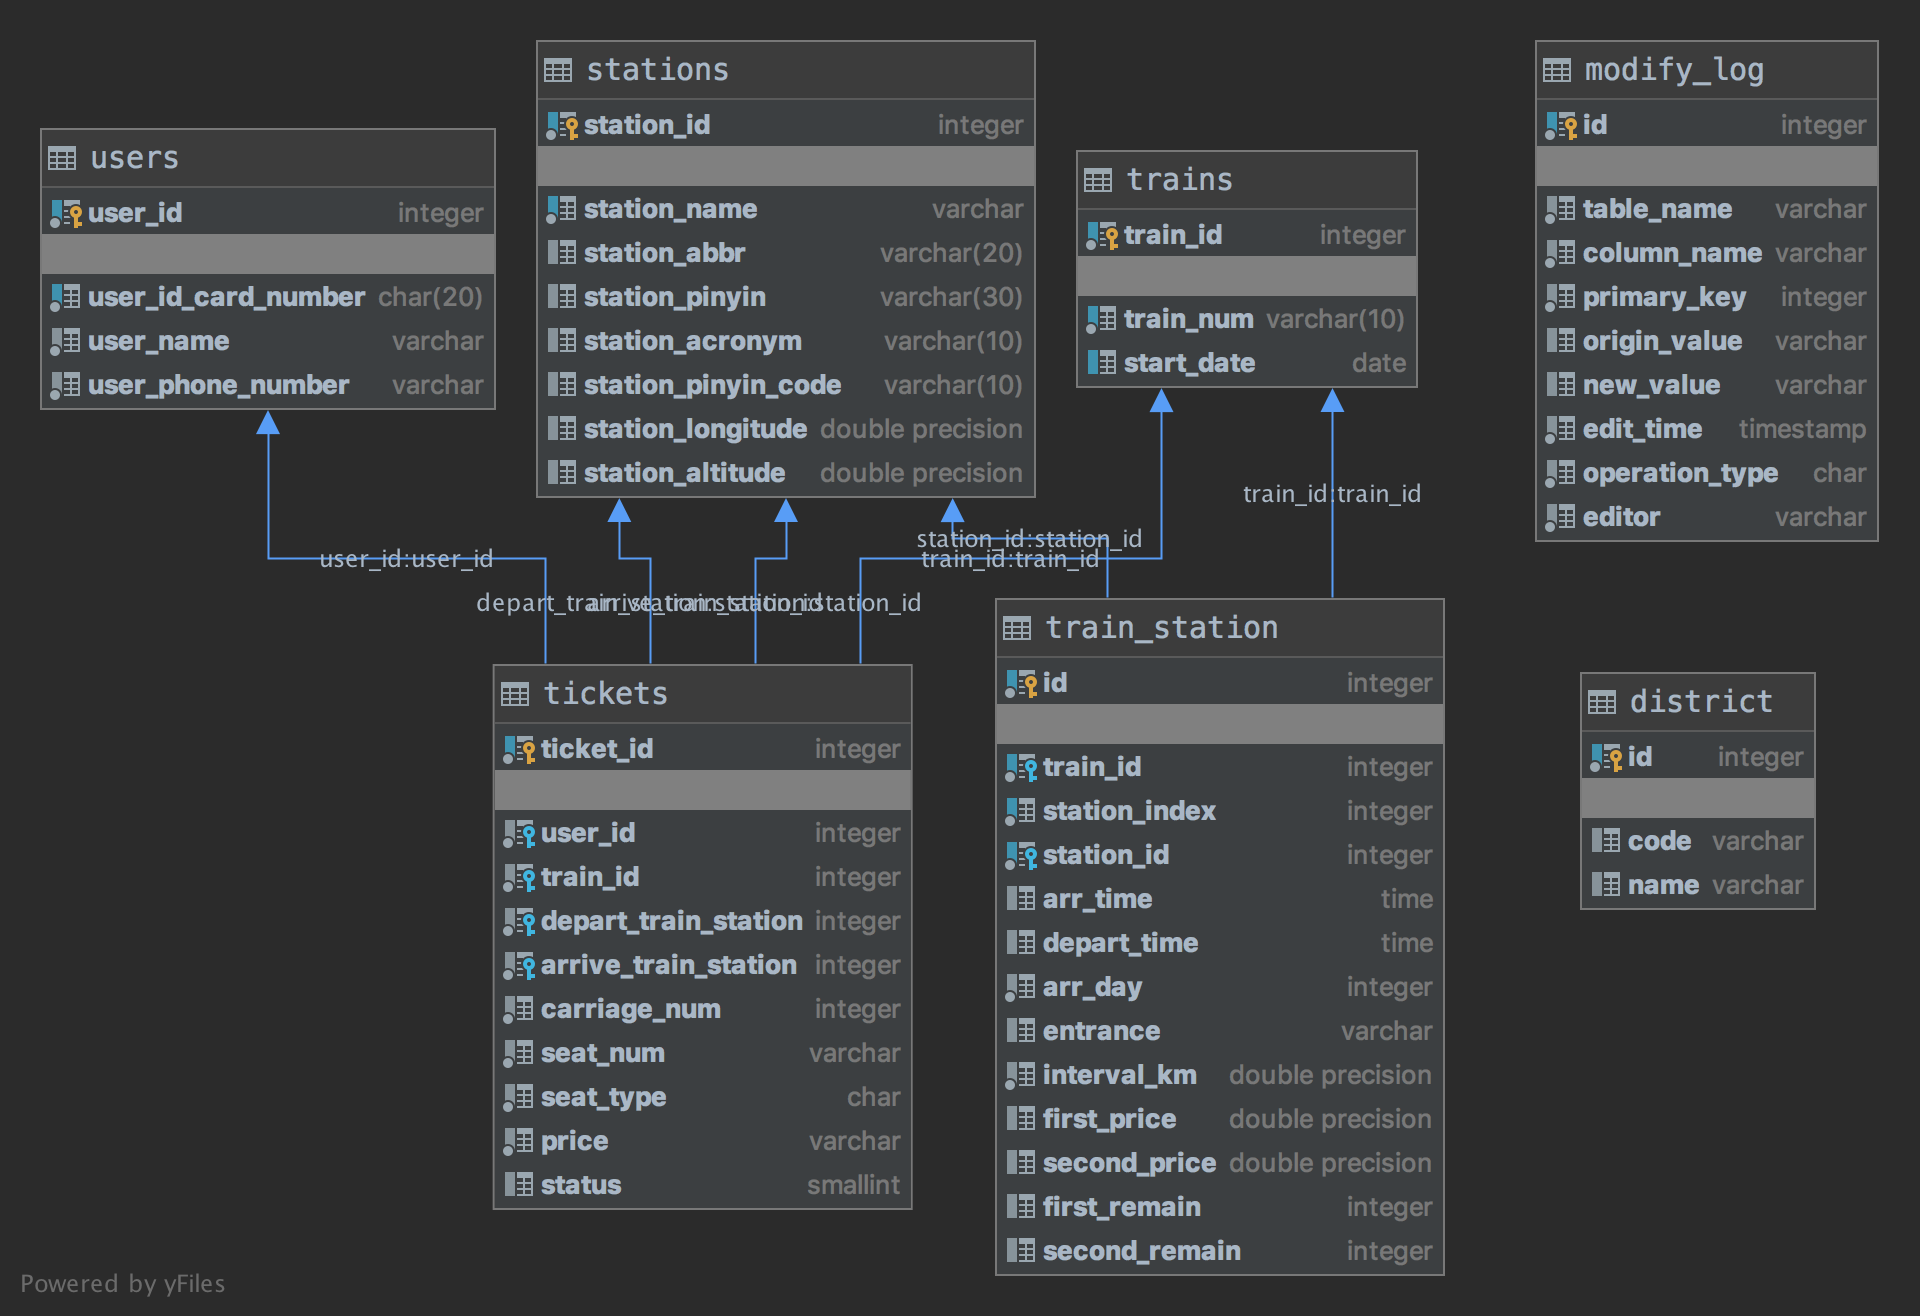 users
user_id integer
user_id_card_number char(20)
user_name varchar
user_phone_number varchar
stations
station_id integer
station_name varchar
station_abbr varchar(20)
station_pinyin varchar(30)
station_acronym varchar(10)
station_pinyin_code varchar(10)
station_longitude double precision
station_altitude double precision
trains
train_id integer
train_num varchar(10)
start_date date
modify_log
id integer
table_name varchar
column_name varchar
primary_key integer
origin_value varchar
new_value varchar
edit_time timestamp
operation_type char
editor varchar
train_id:train_id
station_id:station_id
user_id:user_id
train_id:train_id
depart_train_station:station_id
arrive_train_station:station_id
tickets
ticket_id integer
user_id integer
train_id integer
depart_train_station integer
arrive_train_station integer
carriage_num integer
seat_num varchar
seat_type char
price varchar
status smallint
train_station
id integer
train_id integer
station_index integer
station_id integer
arr_time time
depart_time time
arr_day integer
entrance varchar
interval_km double precision
first_price double precision
second_price double precision
first_remain integer
second_remain integer
district
id integer
code varchar
name varchar
Powered by yFiles